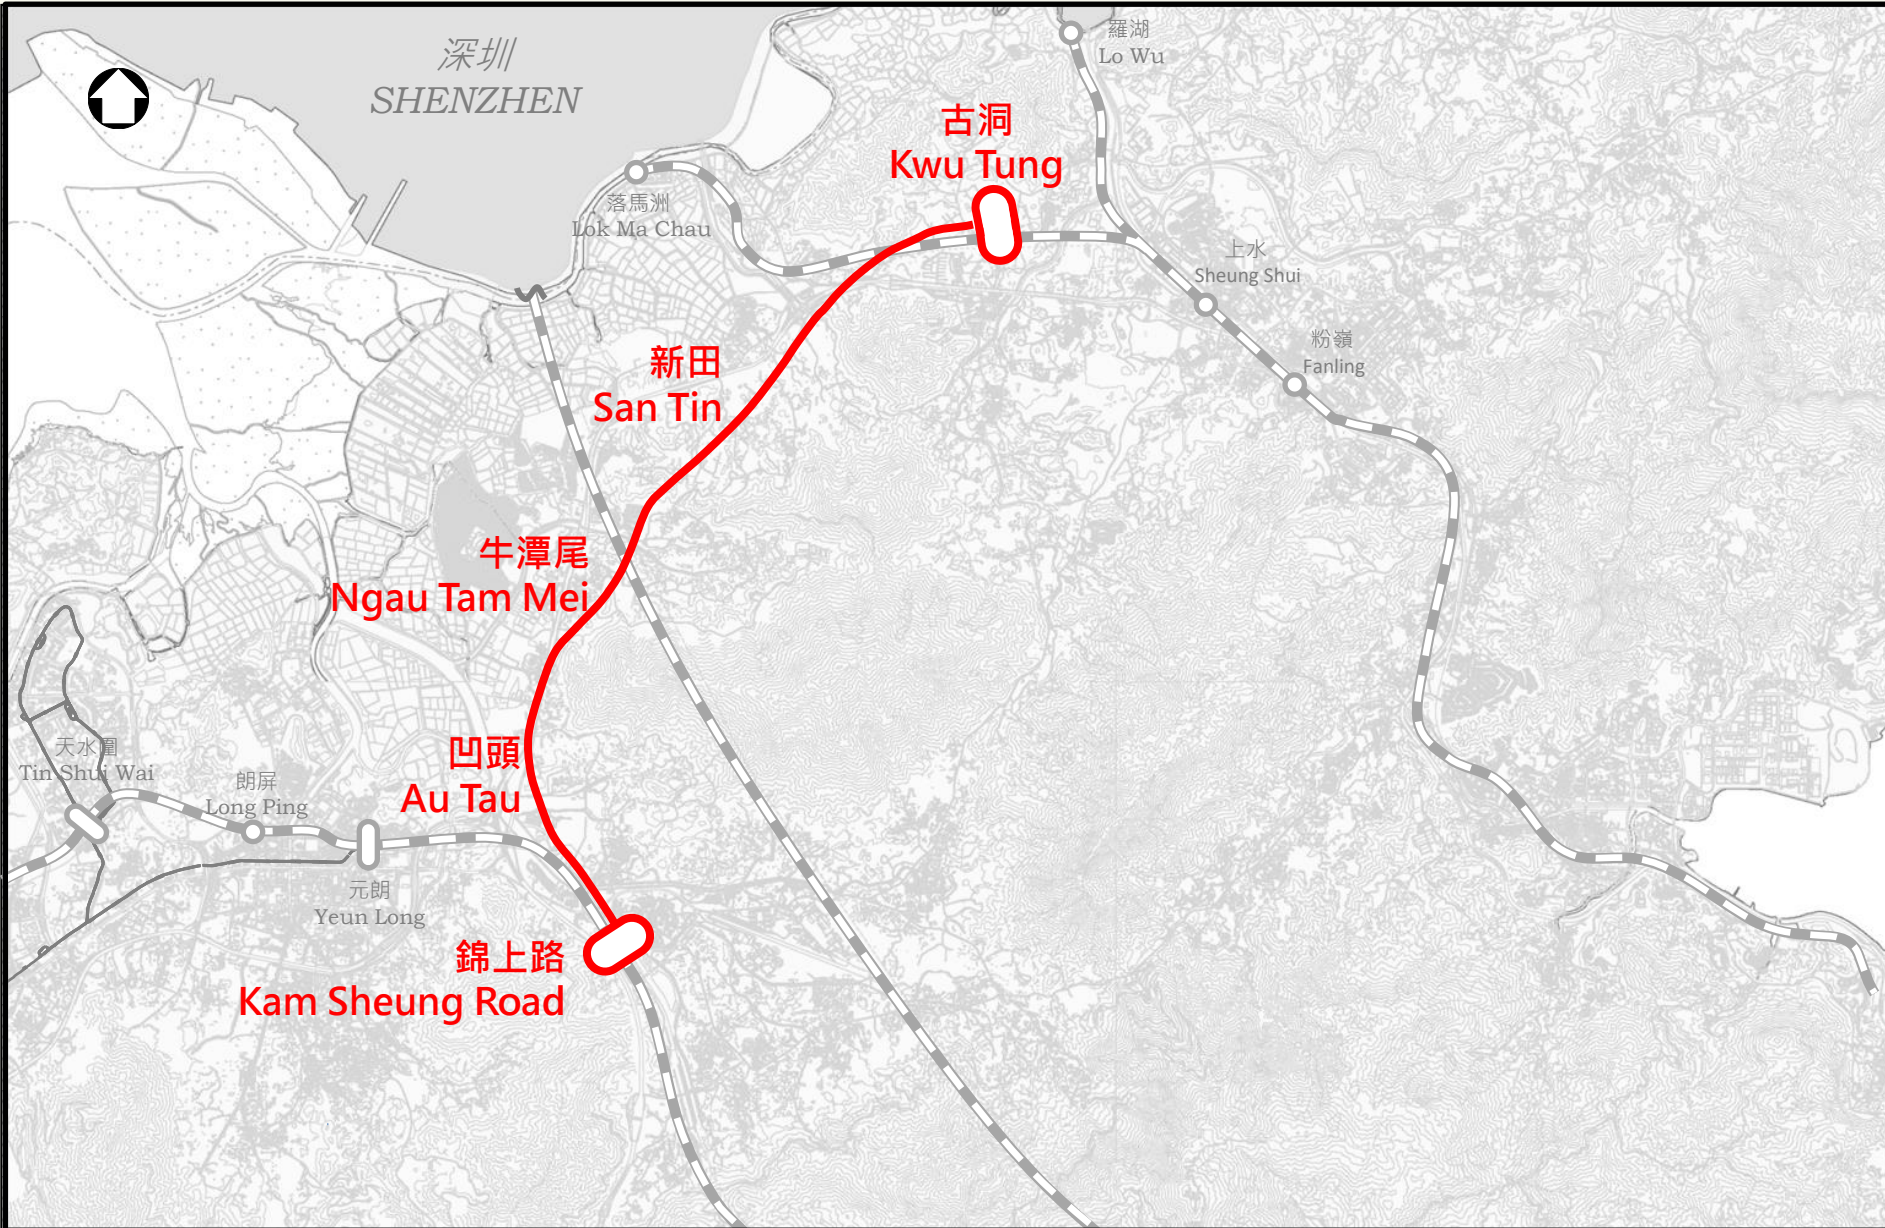 深圳
SHENZHEN
羅湖
Lo Wu
古洞
Kwu Tung
落馬洲
Lok Ma Chau
上水
Sheung Shui
粉嶺
Fanling
新田
San Tin
牛潭尾
Ngau Tam Mei
凹頭
Au Tau
天水圍
Tin Shui Wai
朗屏
Long Ping
元朗
Yeun Long
錦上路
Kam Sheung Road